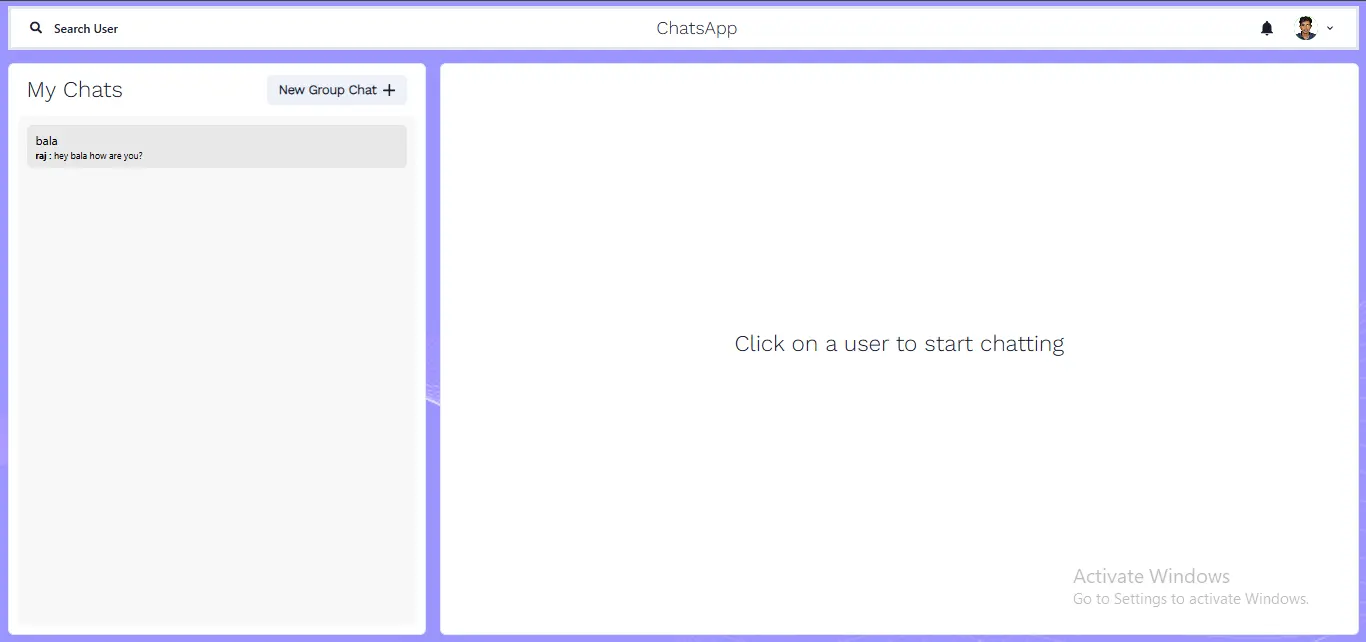 Search User
ChatsApp
My Chats
New Group Chat +
bala
raj : hey bala how are you?
Click on a user to start chatting
Activate Windows
Go to Settings to activate Windows.